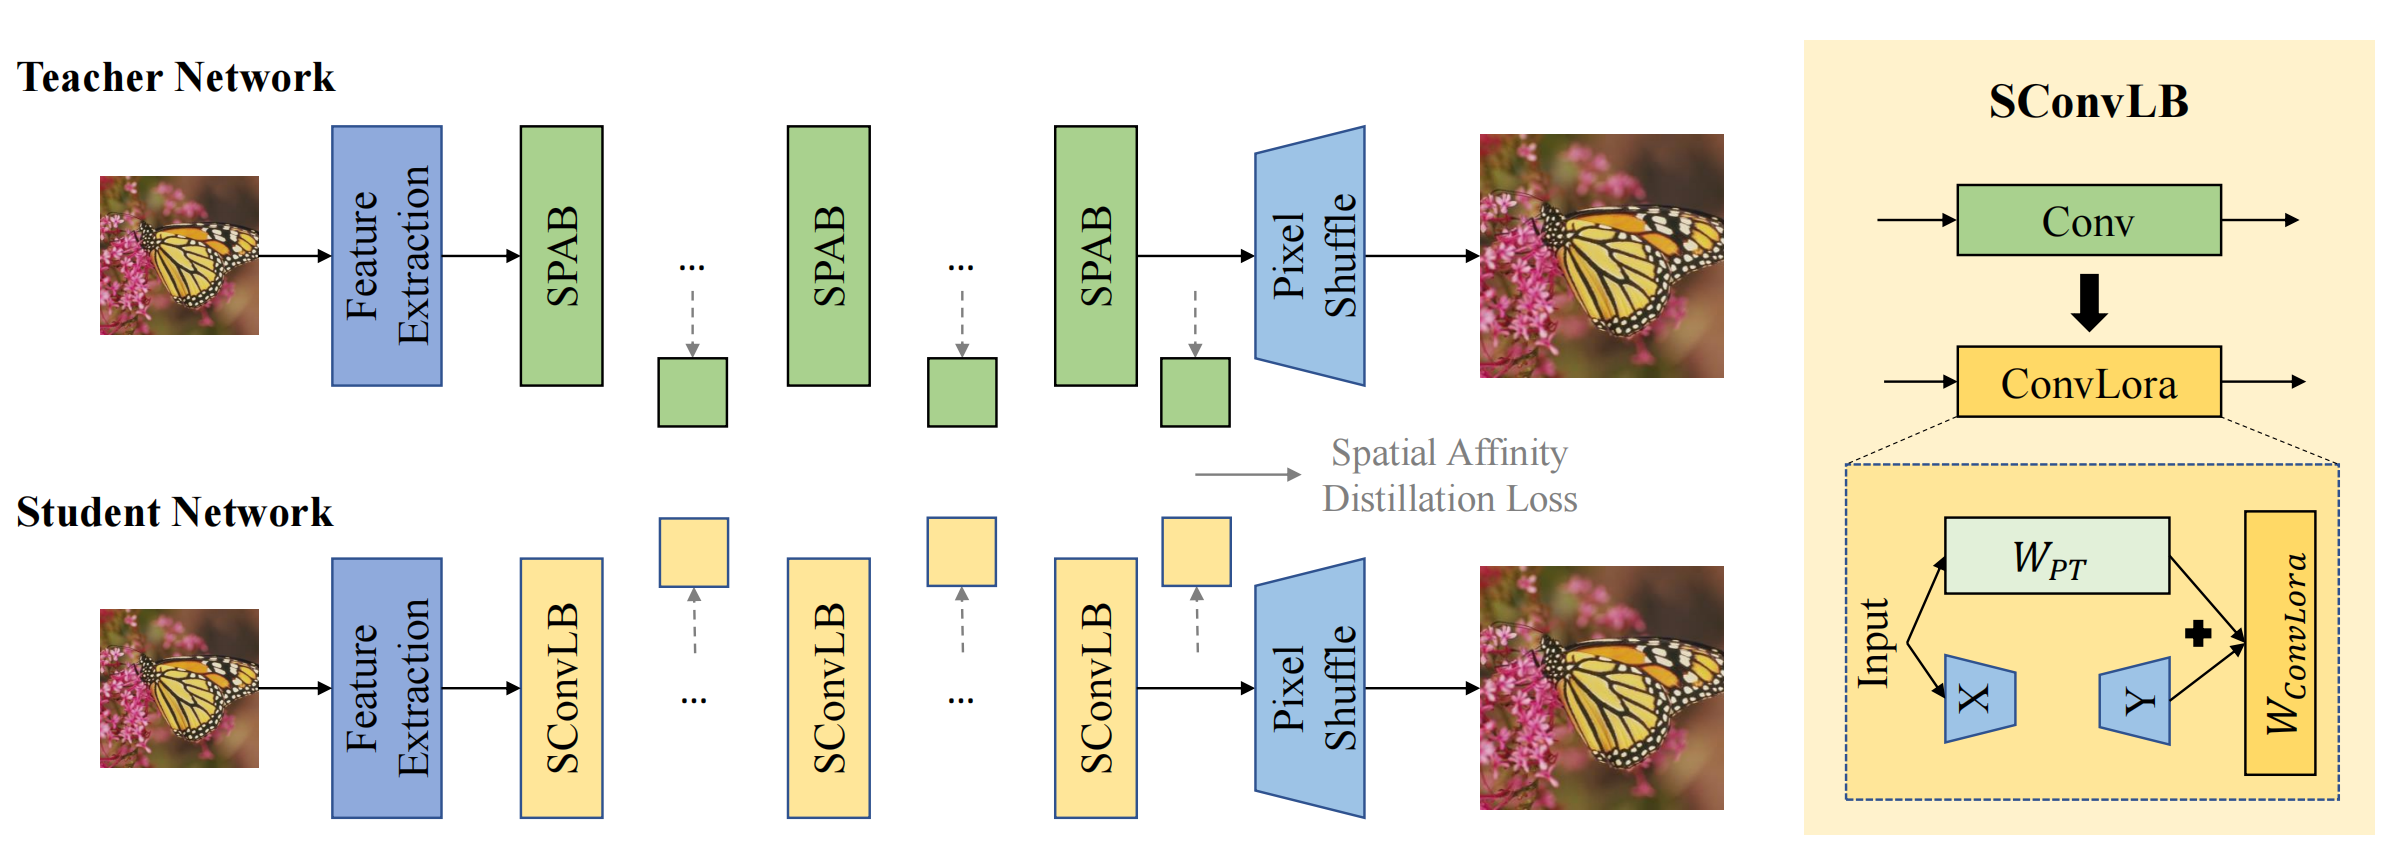 Teacher Network
Feature
Extraction
SPAB
...
SPAB
...
SPAB
Pixel
Shuffle
Spatial Affinity
Distillation Loss
Student Network
Feature
Extraction
SConvLB
...
SConvLB
...
SConvLB
Pixel
Shuffle
SConvLB
Conv
ConvLora
Input
W_{PT}
X
Y
W_{ConvLora}